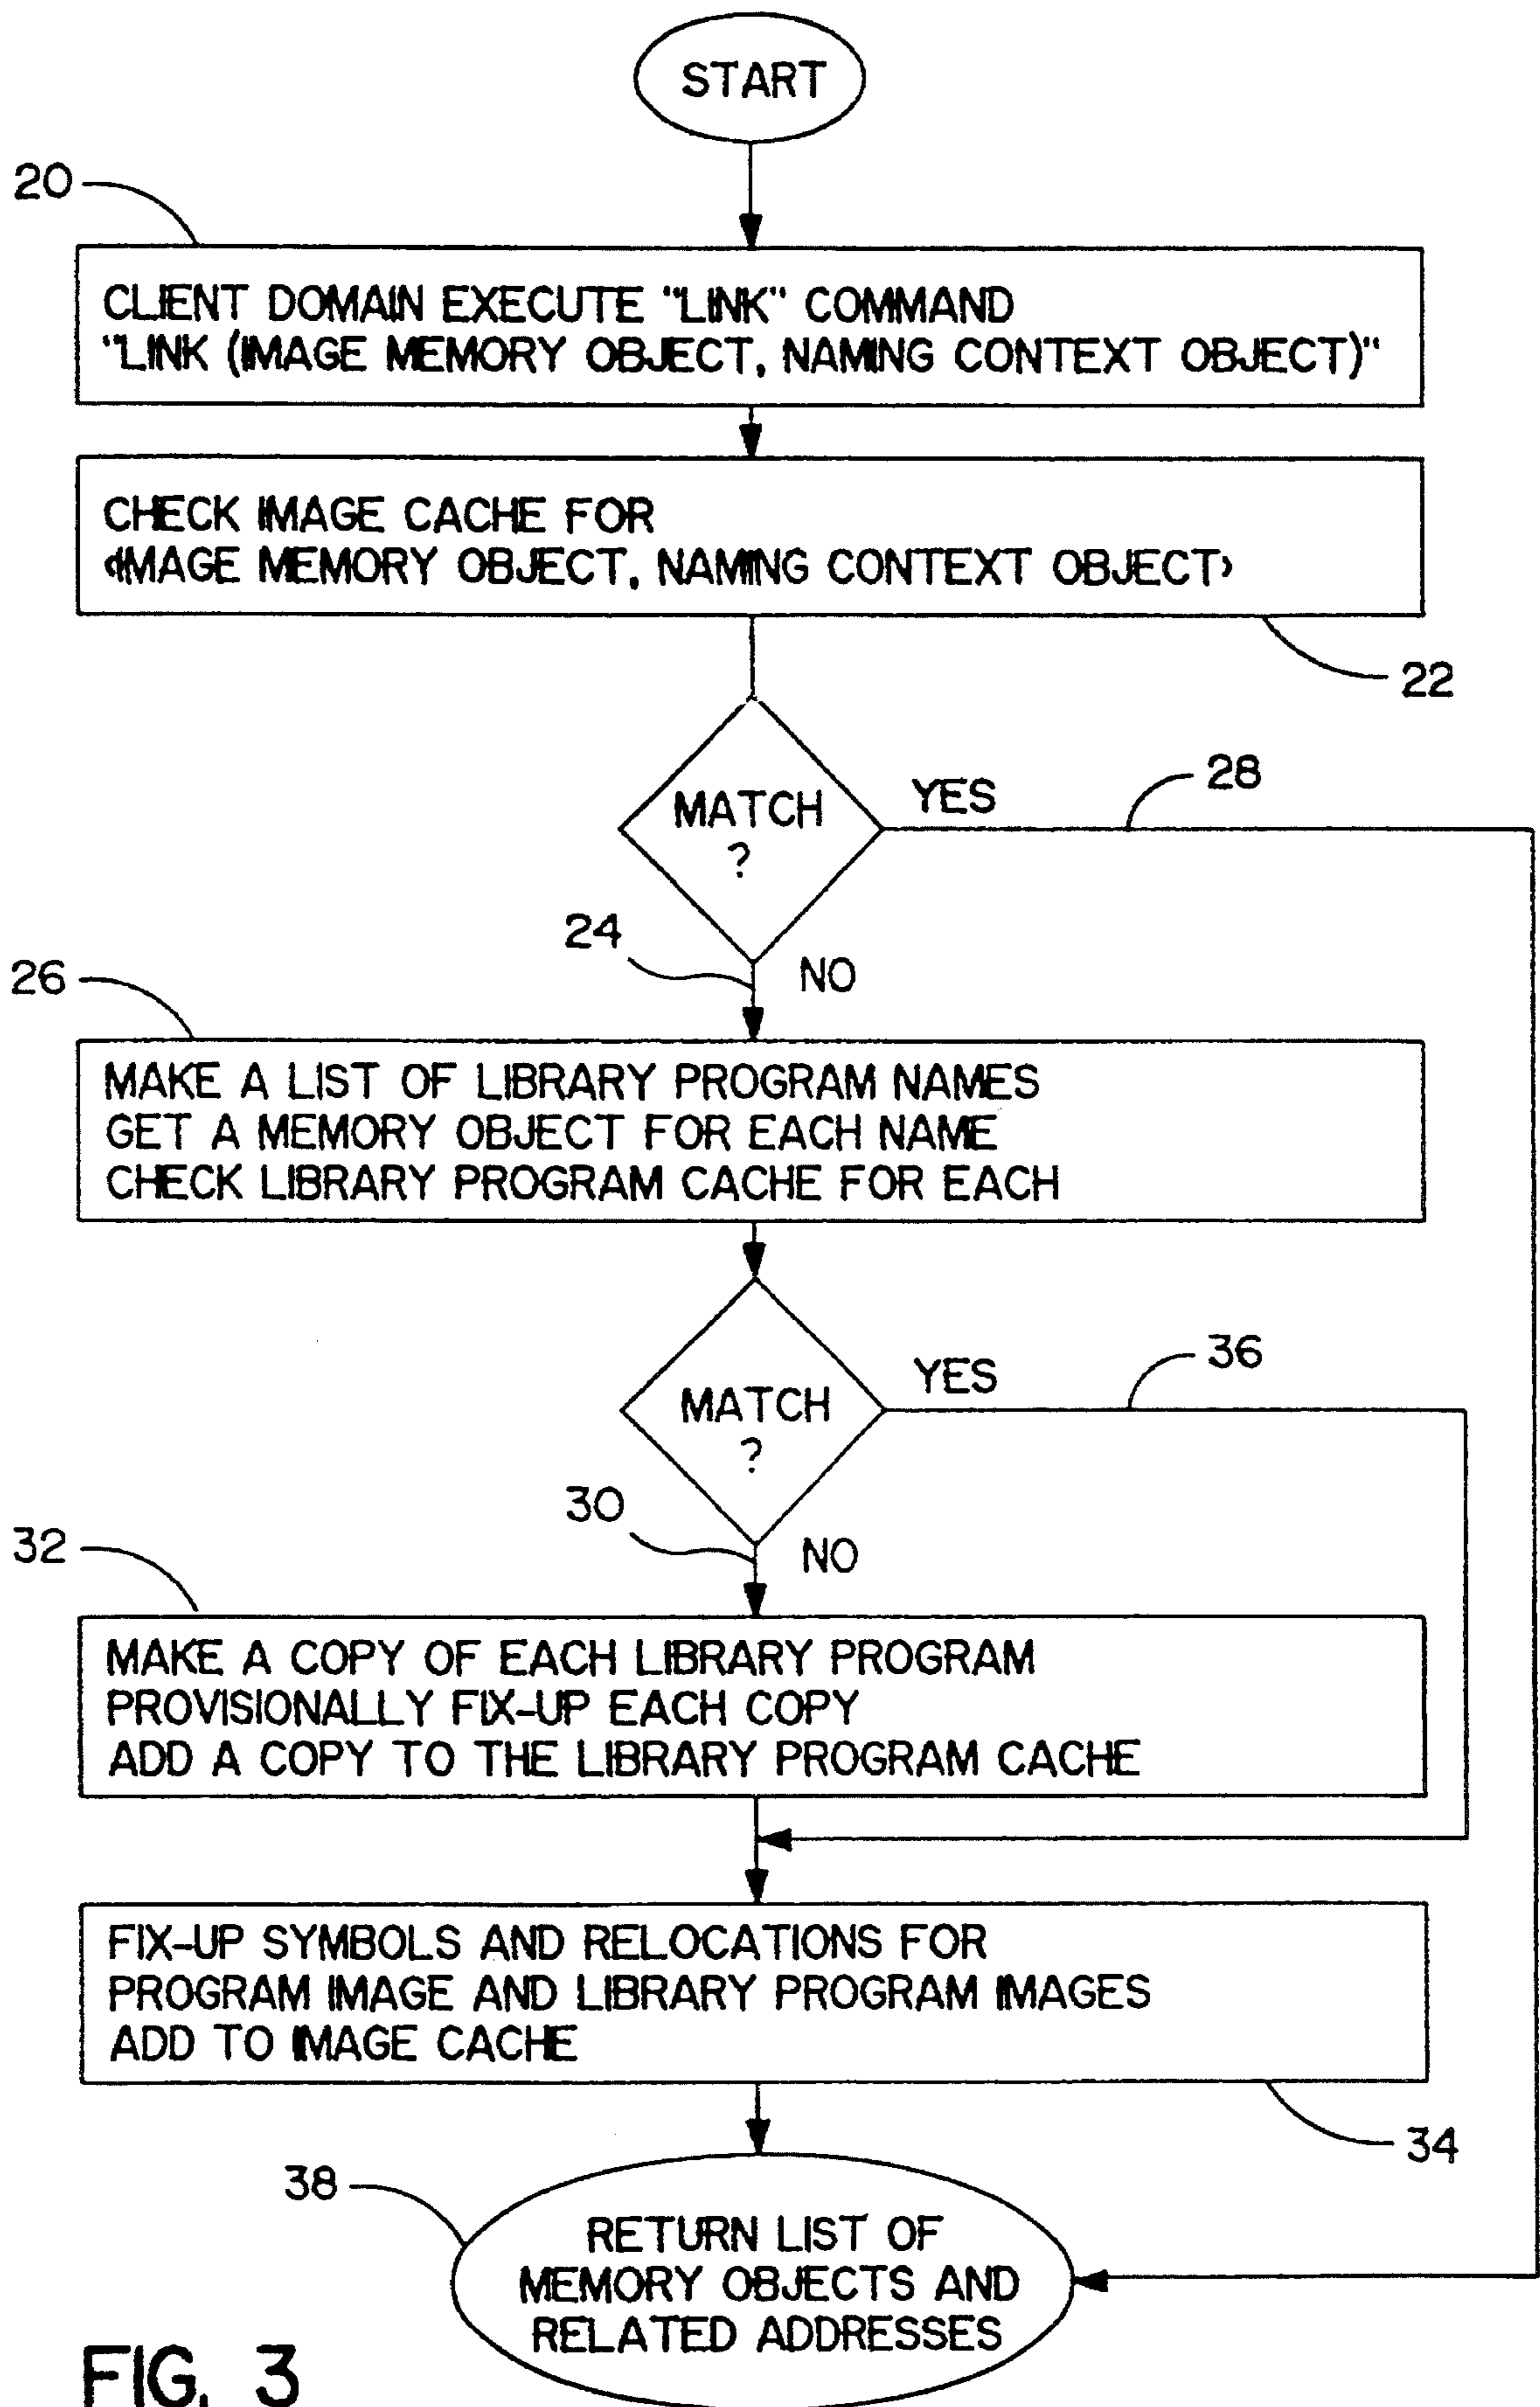 START
20
CLIENT DOMAIN EXECUTE "LINK" COMMAND
"LINK (IMAGE MEMORY OBJECT, NAMING CONTEXT OBJECT)"
CHECK IMAGE CACHE FOR
<IMAGE MEMORY OBJECT, NAMING CONTEXT OBJECT>
22
MATCH
?
YES
28
24
NO
26
MAKE A LIST OF LIBRARY PROGRAM NAMES
GET A MEMORY OBJECT FOR EACH NAME
CHECK LIBRARY PROGRAM CACHE FOR EACH
MATCH
?
YES
36
30
NO
32
MAKE A COPY OF EACH LIBRARY PROGRAM
PROVISIONALLY FIX-UP EACH COPY
ADD A COPY TO THE LIBRARY PROGRAM CACHE
FIX-UP SYMBOLS AND RELOCATIONS FOR
PROGRAM IMAGE AND LIBRARY PROGRAM IMAGES
ADD TO IMAGE CACHE
34
38
RETURN LIST OF
MEMORY OBJECTS AND
RELATED ADDRESSES
FIG. 3